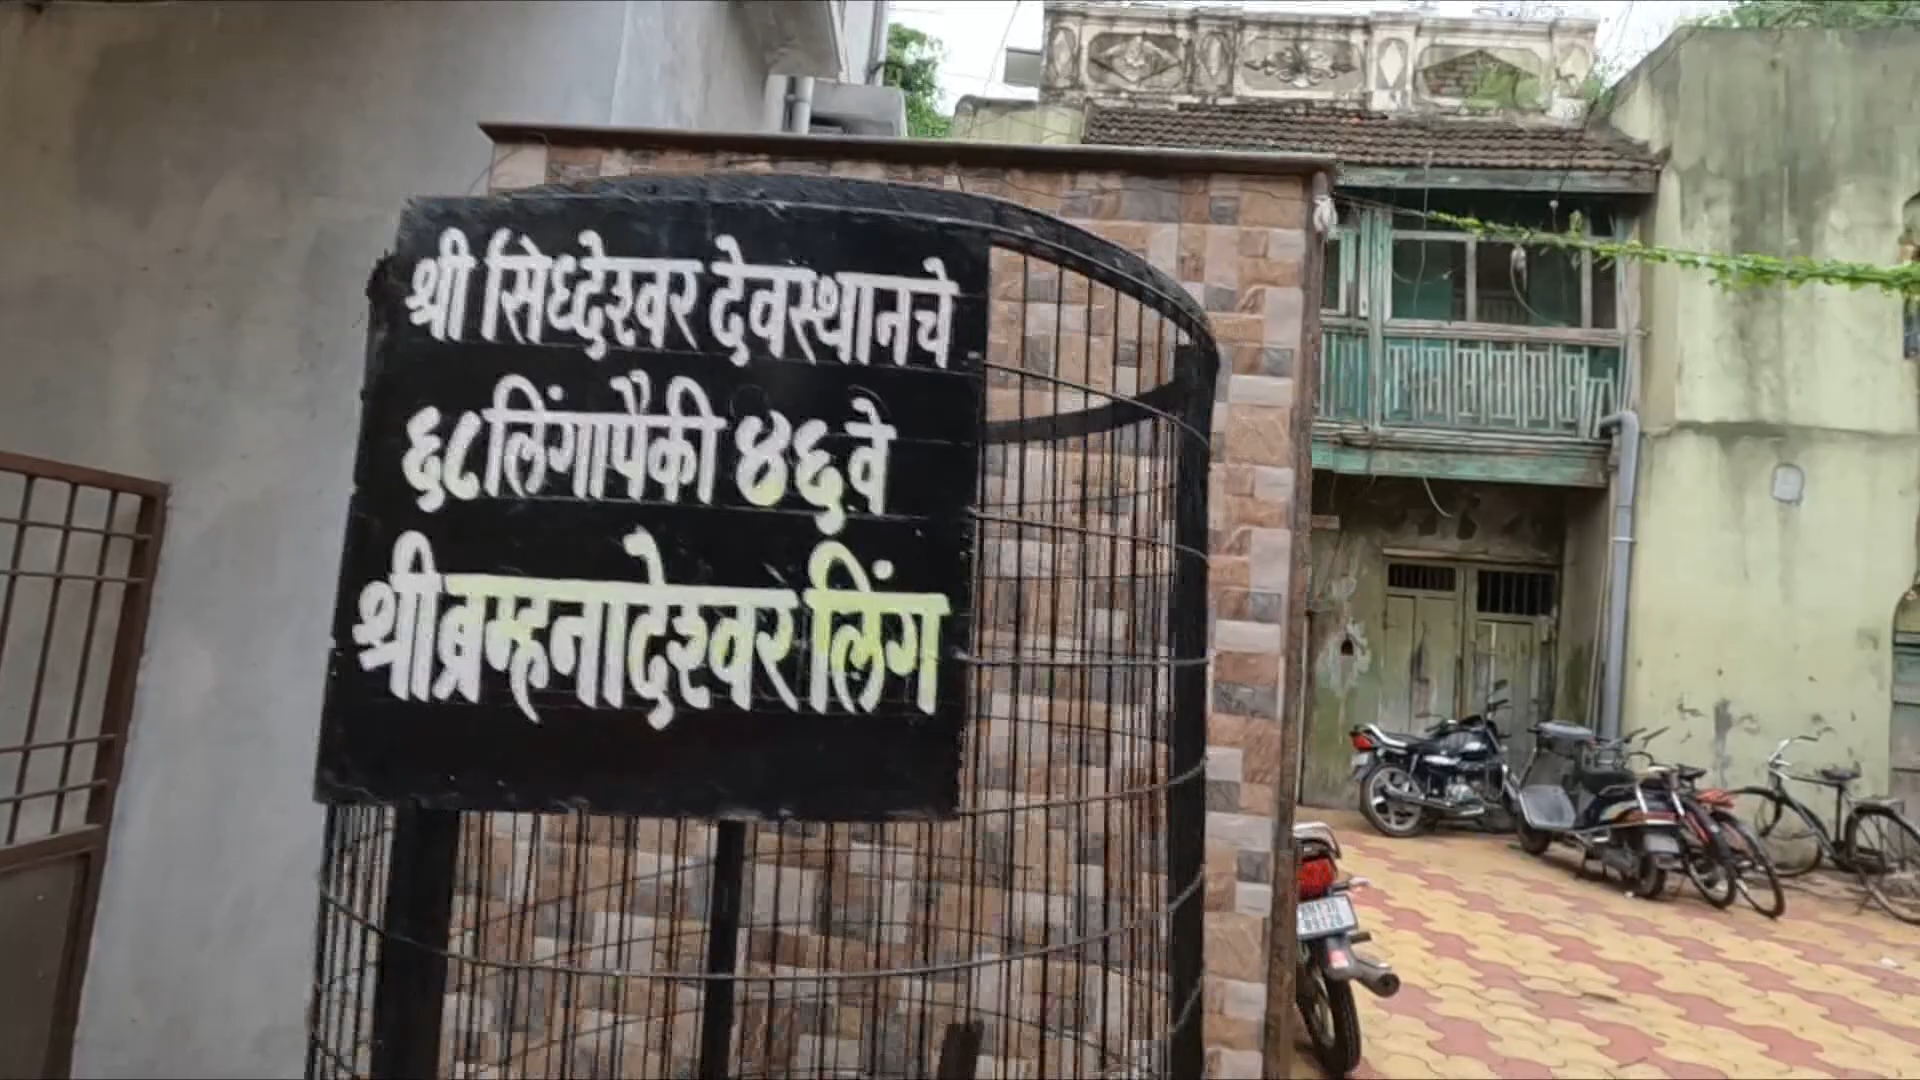 श्री सिध्देश्वर देवस्थानचे
६८ लिंगापैकी ४६ वे
श्री ब्रम्हनादेश्वर लिंग